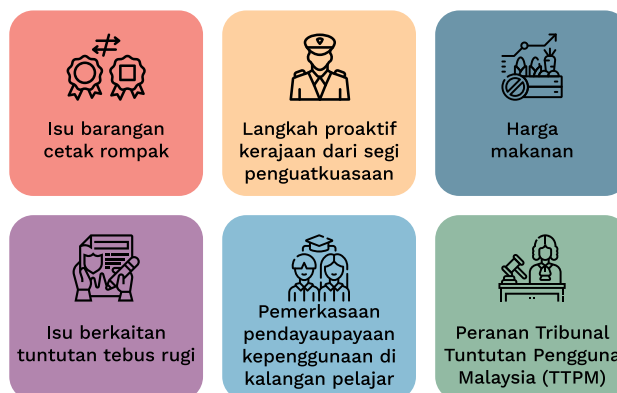 Isu barangan
cetak rompak
Langkah proaktif
kerajaan dari segi
penguatkuasaan
Harga
makanan
Isu berkaitan
tuntutan tebus rugi
Pemerkasaan
pendayaupayaan
kepenggunaan di
kalangan pelajar
Peranan Tribunal
Tuntutan Pengguna
Malaysia (TTPM)